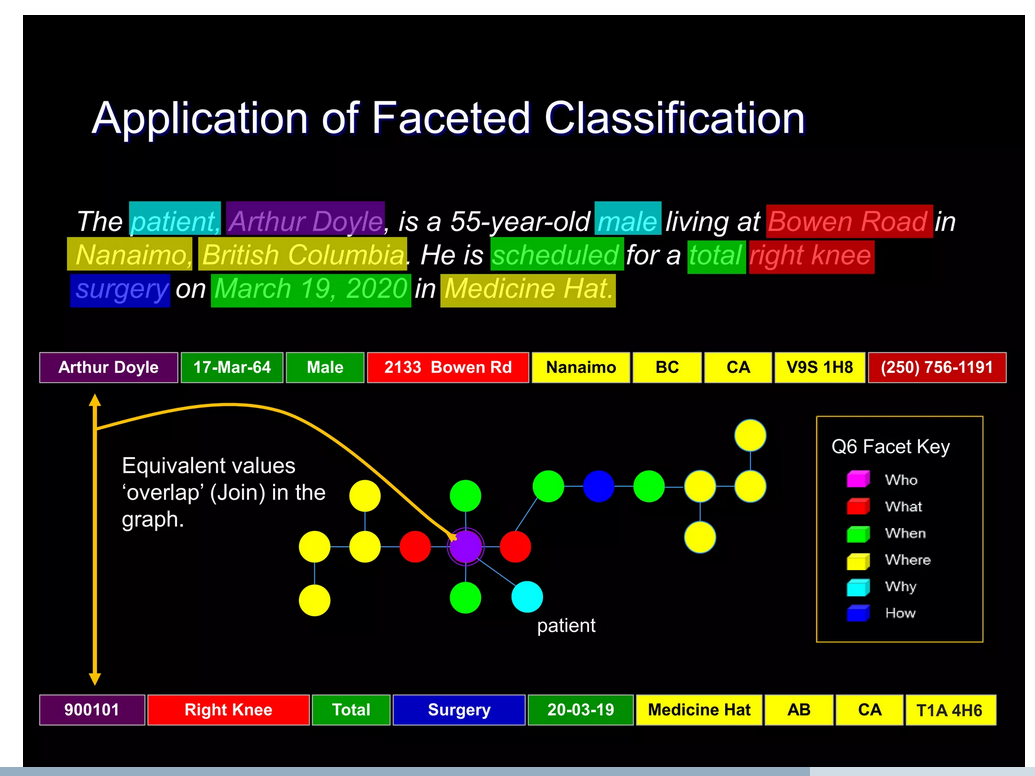 Application of Faceted Classification
The patient, Arthur Doyle, is a 55-year-old male living at Bowen Road in
Nanaimo, British Columbia. He is scheduled for a total right knee
surgery on March 19, 2020 in Medicine Hat.
Arthur Doyle 17-Mar-64 Male 2133 Bowen Rd Nanaimo BC CA V9S 1H8 (250) 756-1191
Equivalent values
‘overlap’ (Join) in the
graph.
patient
Q6 Facet Key
Who
What
When
Where
Why
How
900101 Right Knee Total Surgery 20-03-19 Medicine Hat AB CA T1A 4H6